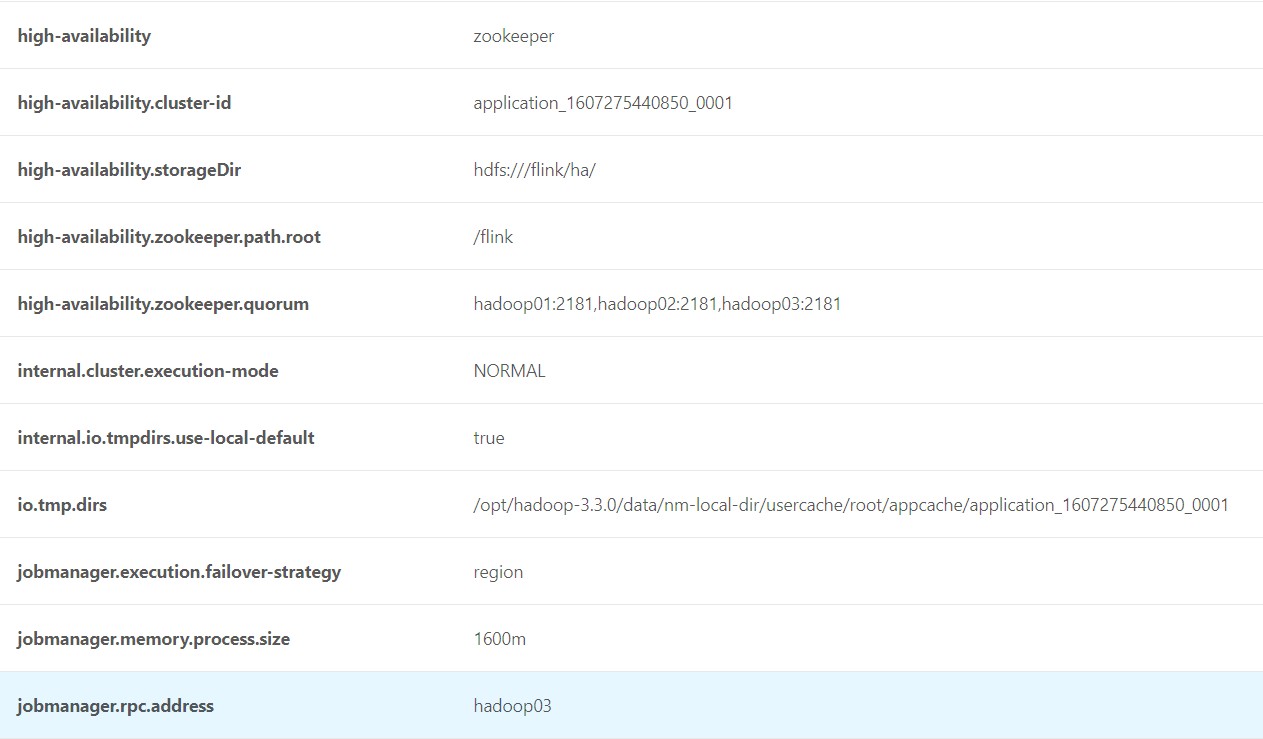 high-availability zookeeper
high-availability.cluster-id application_1607275440850_0001
high-availability.storageDir hdfs:///flink/ha/
high-availability.zookeeper.path.root /flink
high-availability.zookeeper.quorum hadoop01:2181,hadoop02:2181,hadoop03:2181
internal.cluster.execution-mode NORMAL
internal.io.tmpdirs.use-local-default true
io.tmp.dirs /opt/hadoop-3.3.0/data/nm-local-dir/usercache/root/appcache/application_1607275440850_0001
jobmanager.execution.failover-strategy region
jobmanager.memory.process.size 1600m
jobmanager.rpc.address hadoop03